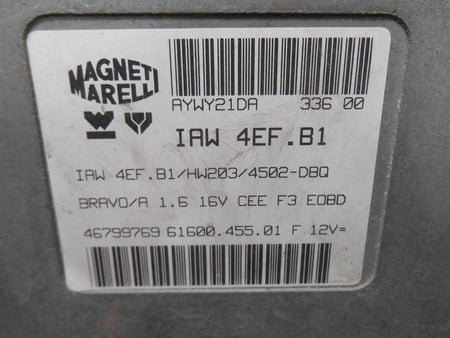 MAGNETI
MARELLI
AYWY21DA 336 00
IAW 4EF.B1
IAW 4EF.B1/HW203/4502-DBQ
BRAVO/A 1.6 16V CEE F3 EOBD
46799769 61600.455.01 F 12V=